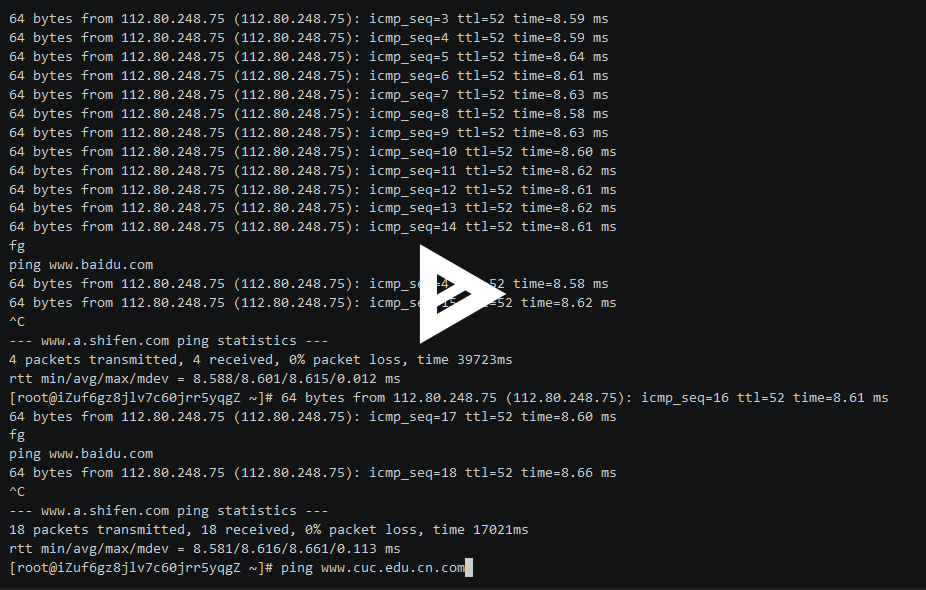 64 bytes from 112.80.248.75 (112.80.248.75): icmp_seq=3 ttl=52 time=8.59 ms
64 bytes from 112.80.248.75 (112.80.248.75): icmp_seq=4 ttl=52 time=8.59 ms
64 bytes from 112.80.248.75 (112.80.248.75): icmp_seq=5 ttl=52 time=8.64 ms
64 bytes from 112.80.248.75 (112.80.248.75): icmp_seq=6 ttl=52 time=8.61 ms
64 bytes from 112.80.248.75 (112.80.248.75): icmp_seq=7 ttl=52 time=8.63 ms
64 bytes from 112.80.248.75 (112.80.248.75): icmp_seq=8 ttl=52 time=8.58 ms
64 bytes from 112.80.248.75 (112.80.248.75): icmp_seq=9 ttl=52 time=8.63 ms
64 bytes from 112.80.248.75 (112.80.248.75): icmp_seq=10 ttl=52 time=8.60 ms
64 bytes from 112.80.248.75 (112.80.248.75): icmp_seq=11 ttl=52 time=8.62 ms
64 bytes from 112.80.248.75 (112.80.248.75): icmp_seq=12 ttl=52 time=8.61 ms
64 bytes from 112.80.248.75 (112.80.248.75): icmp_seq=13 ttl=52 time=8.62 ms
64 bytes from 112.80.248.75 (112.80.248.75): icmp_seq=14 ttl=52 time=8.61 ms
fg
ping www.baidu.com
64 bytes from 112.80.248.75 (112.80.248.75): time=8.58 ms
64 bytes from 112.80.248.75 (112.80.248.75): time=8.62 ms
^C
--- www.a.shifen.com ping statistics ---
4 packets transmitted, 4 received, 0% packet loss, time 39723ms
rtt min/avg/max/mdev = 8.588/8.601/8.615/0.012 ms
[root@iZuf6gz8jlv7c60jrr5yqgZ ~]# 64 bytes from 112.80.248.75 (112.80.248.75): icmp_seq=16 ttl=52 time=8.61 ms
64 bytes from 112.80.248.75 (112.80.248.75): icmp_seq=17 ttl=52 time=8.60 ms
fg
ping www.baidu.com
64 bytes from 112.80.248.75 (112.80.248.75): icmp_seq=18 ttl=52 time=8.66 ms
^C
--- www.a.shifen.com ping statistics ---
18 packets transmitted, 18 received, 0% packet loss, time 17021ms
rtt min/avg/max/mdev = 8.581/8.616/8.661/0.113 ms
[root@iZuf6gz8jlv7c60jrr5yqgZ ~]# ping www.cuc.edu.cn.com